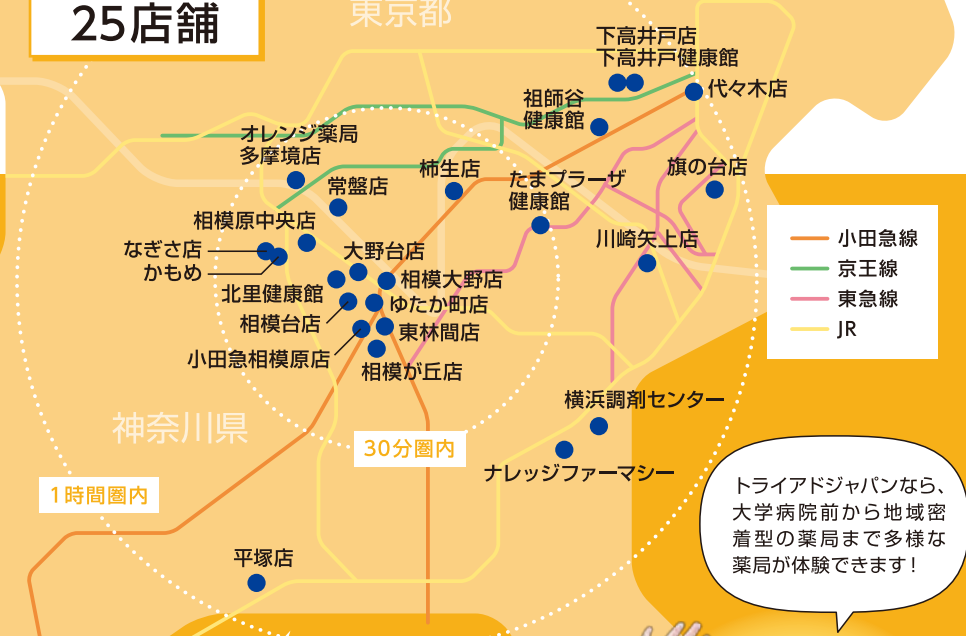 25店舗
東京都
下高井戸店
下高井戸健康館
代々木店
祖師谷
健康館
オレンジ薬局
多摩境店
常盤店
柿生店
たまプラーザ
健康館
旗の台店
相模原中央店
なぎさ店
かもめ
大野台店
川崎矢上店
小田急線
京王線
東急線
JR
北里健康館
相模大野店
ゆたか町店
相模台店
東林間店
小田急相模原店
相模が丘店
神奈川県
横浜調剤センター
30分圏内
ナレッジファーマシー
1時間圏内
平塚店
トライアドジャパンなら、
大学病院前から地域密
着型の薬局まで多様な
薬局が体験できます！